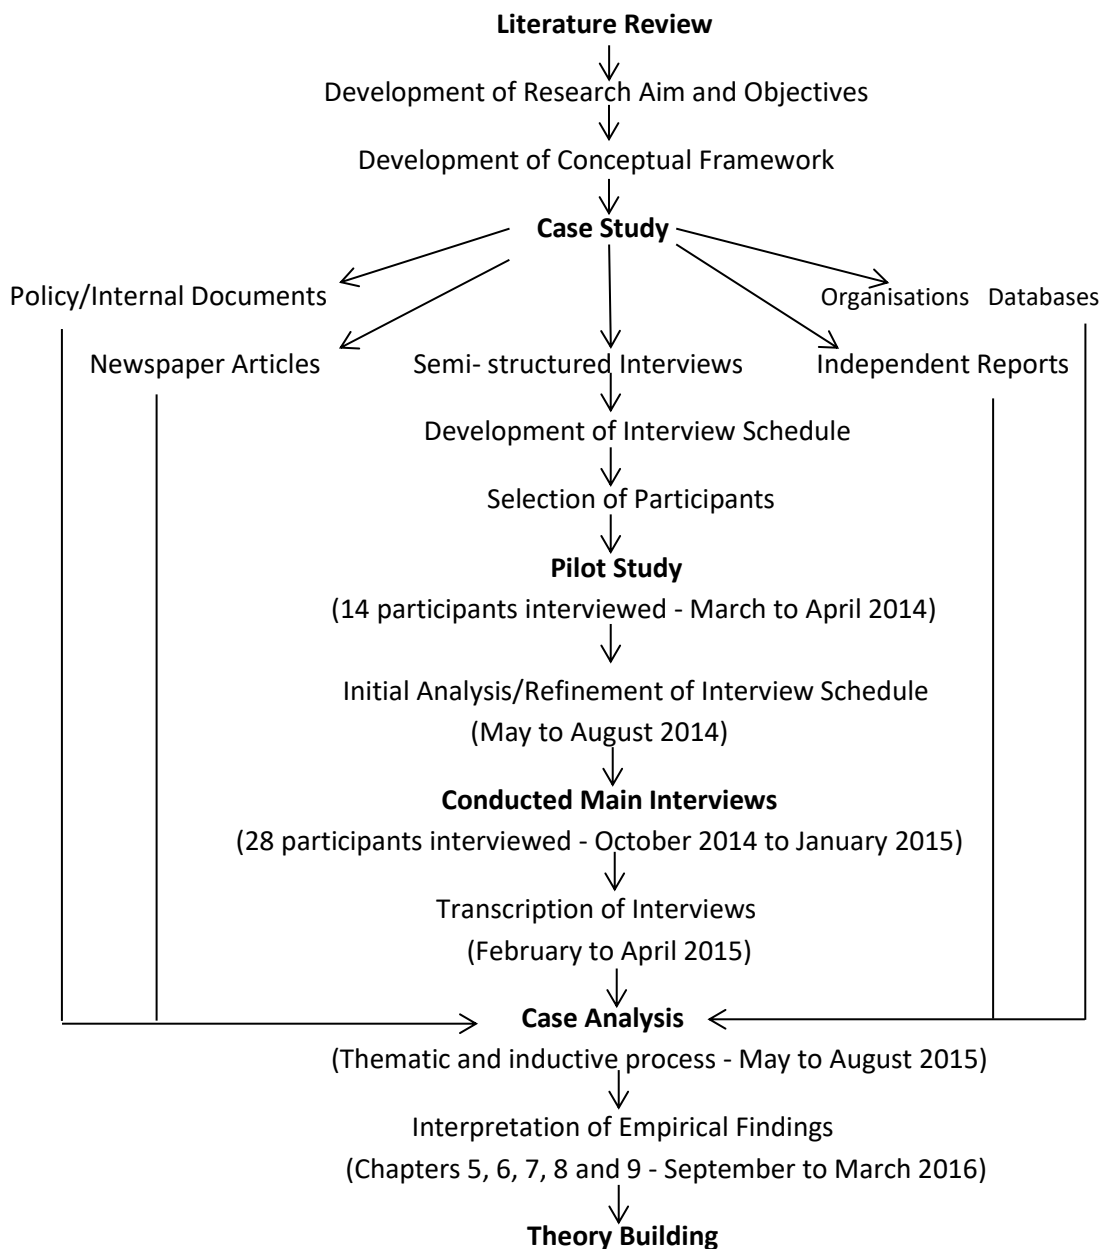 Literature Review
Development of Research Aim and Objectives
Development of Conceptual Framework
Case Study
Policy/Internal Documents
Organisations Databases
Newspaper Articles
Semi- structured Interviews
Independent Reports
Development of Interview Schedule
Selection of Participants
Pilot Study
(14 participants interviewed - March to April 2014)
Initial Analysis/Refinement of Interview Schedule
(May to August 2014)
Conducted Main Interviews
(28 participants interviewed - October 2014 to January 2015)
Transcription of Interviews
(February to April 2015)
Case Analysis
(Thematic and inductive process - May to August 2015)
Interpretation of Empirical Findings
(Chapters 5, 6, 7, 8 and 9 - September to March 2016)
Theory Building